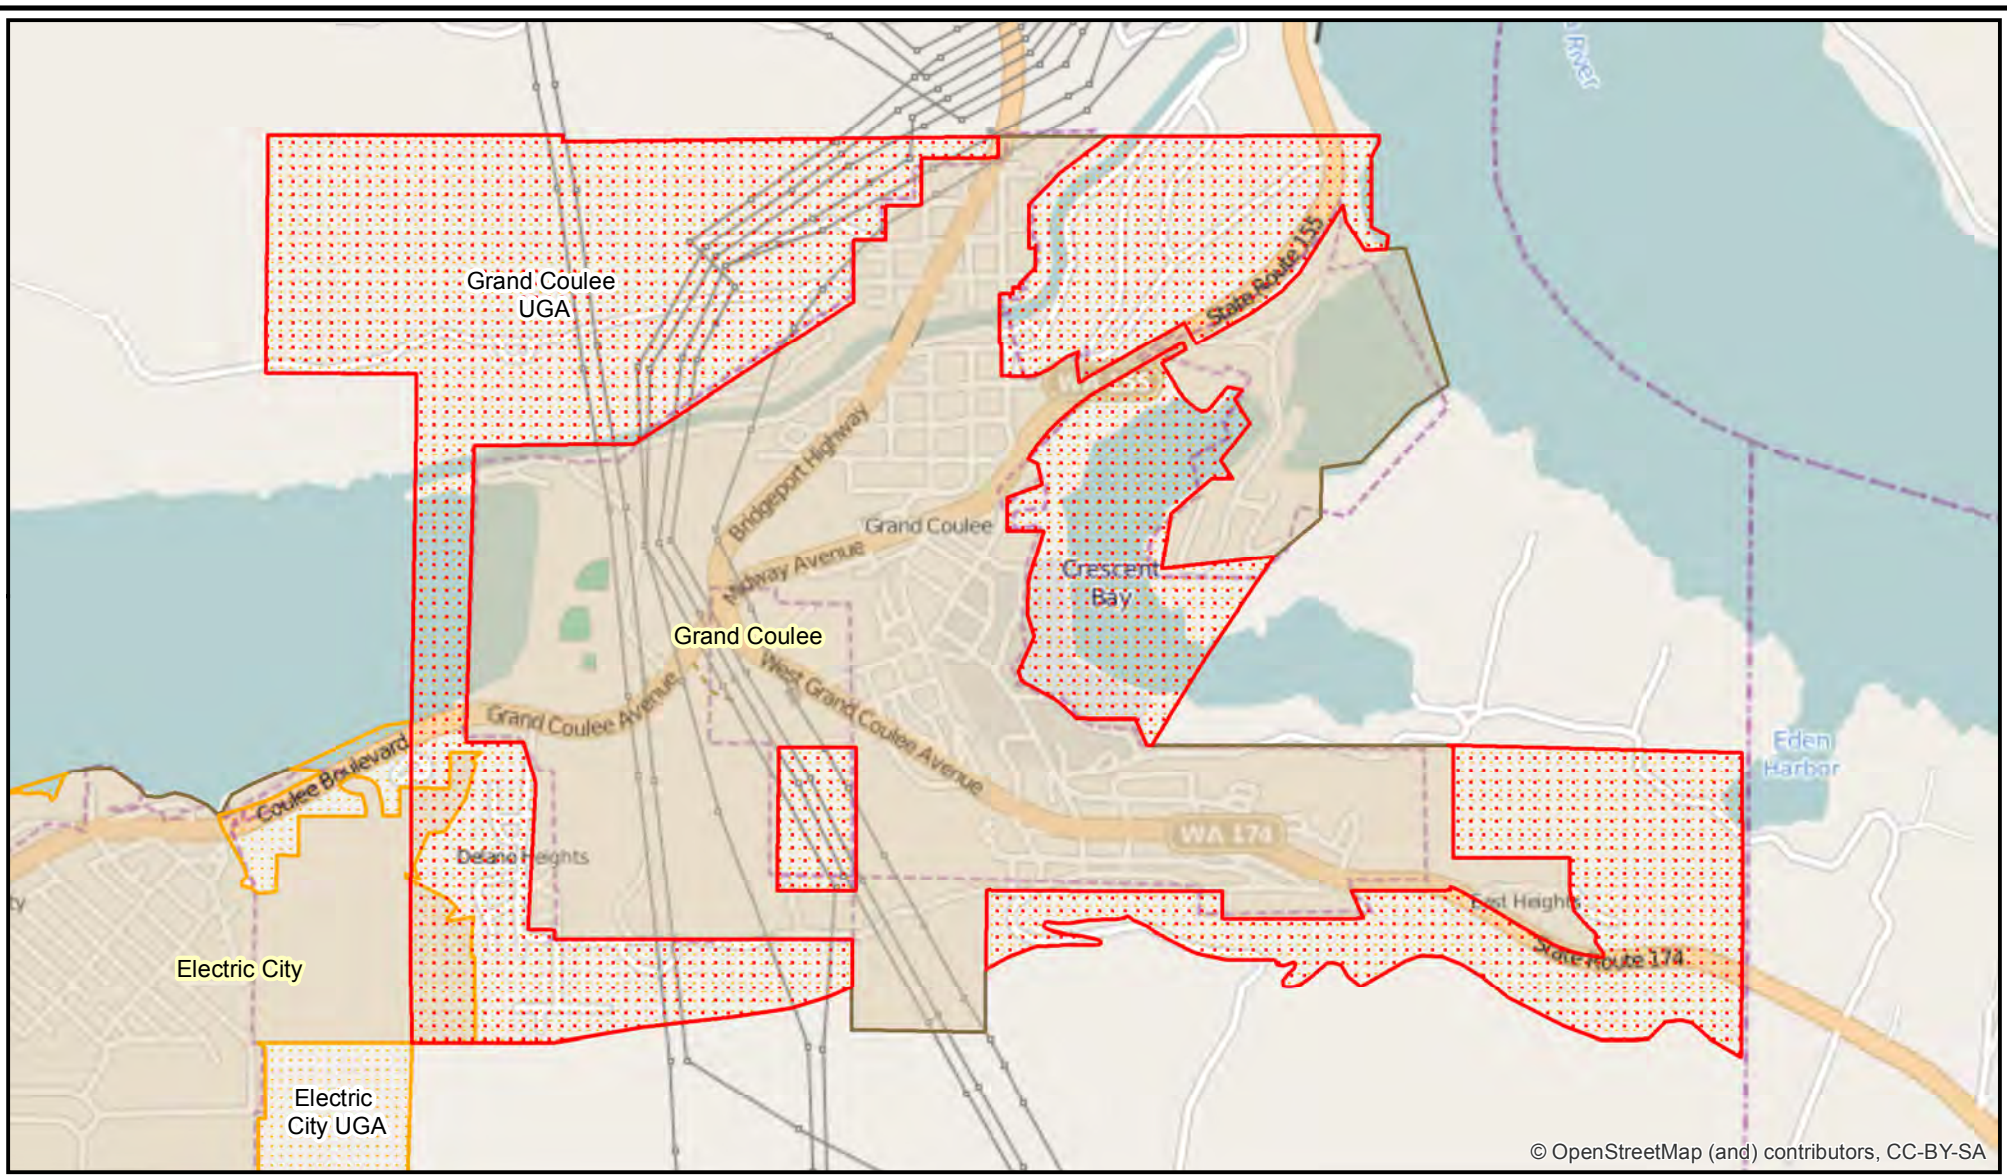 River
State Route 155
Grand Coulee
UGA
Bridgeport Highway
Grand Coulee
Midway Avenue
Crescent
Bay
Grand Coulee
West Grand Coulee Avenue
Grand Coulee Avenue
Coulee Boulevard
Eden
Harbor
WA 174
Delano Heights
East Heights
State Route 174
Electric City
Electric
City UGA
© OpenStreetMap (and) contributors, CC-BY-SA